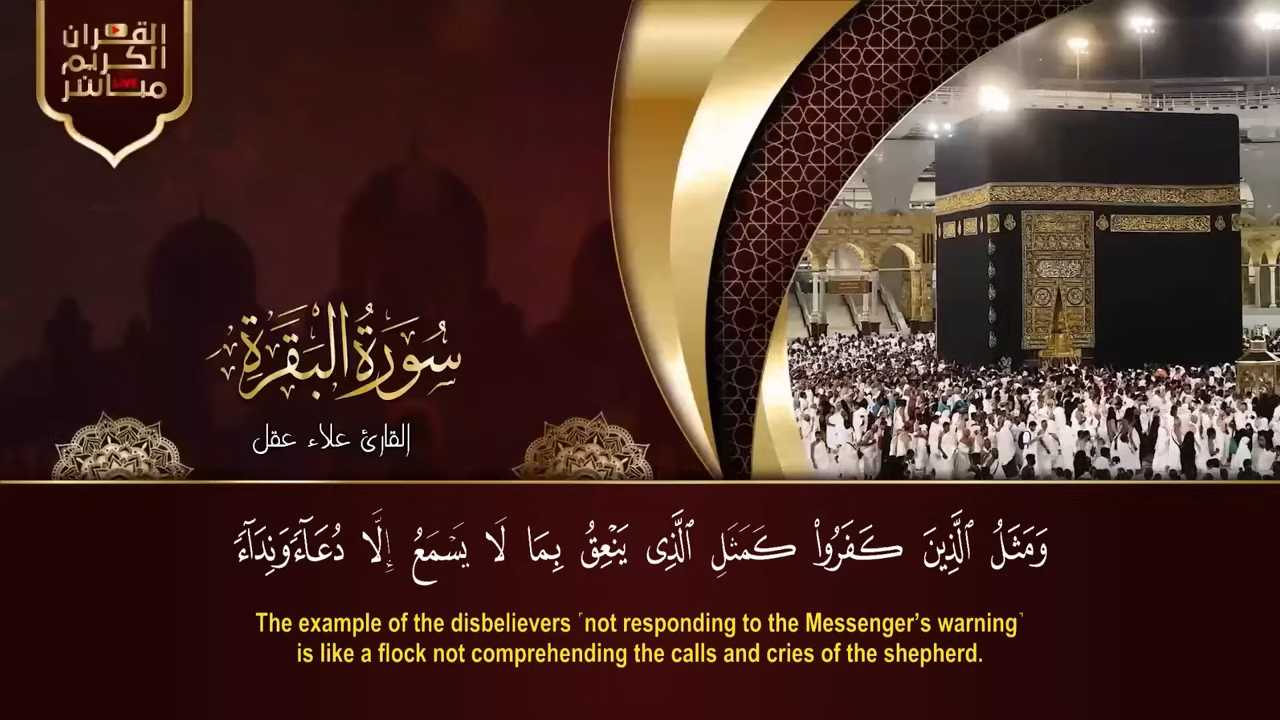 القرآن
الكريم
مباشر
LIVE
سُورَةُ البَقَرَةِ
القارئ علاء عقل
وَمَثَلُ ٱلَّذِينَ كَفَرُوا۟ كَمَثَلِ ٱلَّذِى يَنْعِقُ بِمَا لَا يَسْمَعُ إِلَّا دُعَآءًۭ وَنِدَآءًۭ
The example of the disbelievers ˹not responding to the Messenger’s warning˺
is like a flock not comprehending the calls and cries of the shepherd.